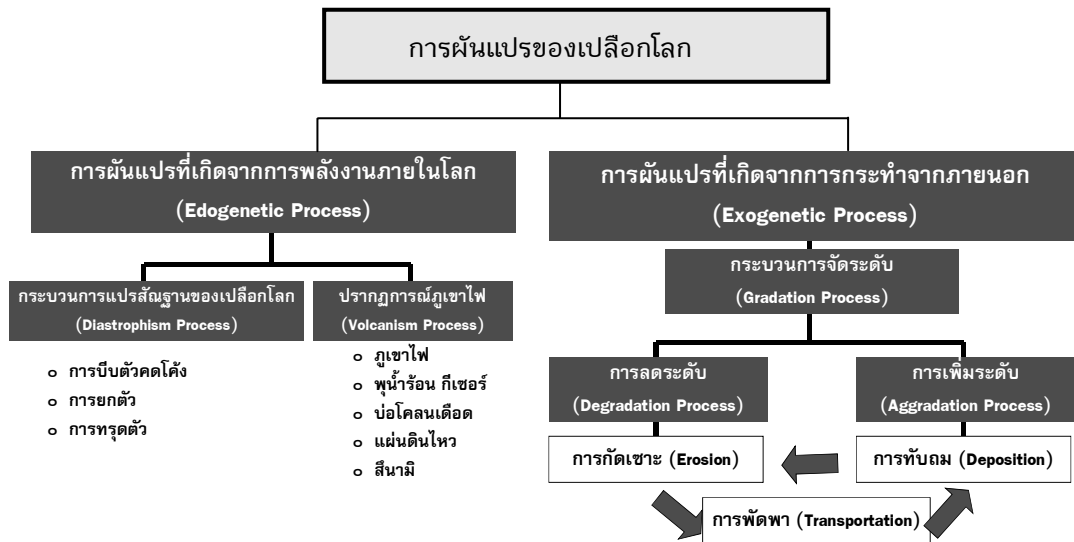 การผันแปรของเปลือกโลก
การผันแปรที่เกิดจากการพลังงานภายในโลก
(Edogenetic Process)
การผันแปรที่เกิดจากการกระทำจากภายนอก
(Exogenetic Process)
กระบวนการแปรสัณฐานของเปลือกโลก
(Diastrophism Process)
ปรากฏการณ์ภูเขาไฟ
(Volcanism Process)
กระบวนการจัดระดับ
(Gradation Process)
o การบีบตัวคดโค้ง
o การยกตัว
o การทรุดตัว
o ภูเขาไฟ
o พุน้ำร้อน กีเซอร์
o บ่อโคลนเดือด
o แผ่นดินไหว
o สึนามิ
การลดระดับ
(Degradation Process)
การเพิ่มระดับ
(Aggradation Process)
การกัดเซาะ (Erosion)
การทับถม (Deposition)
การพัดพา (Transportation)